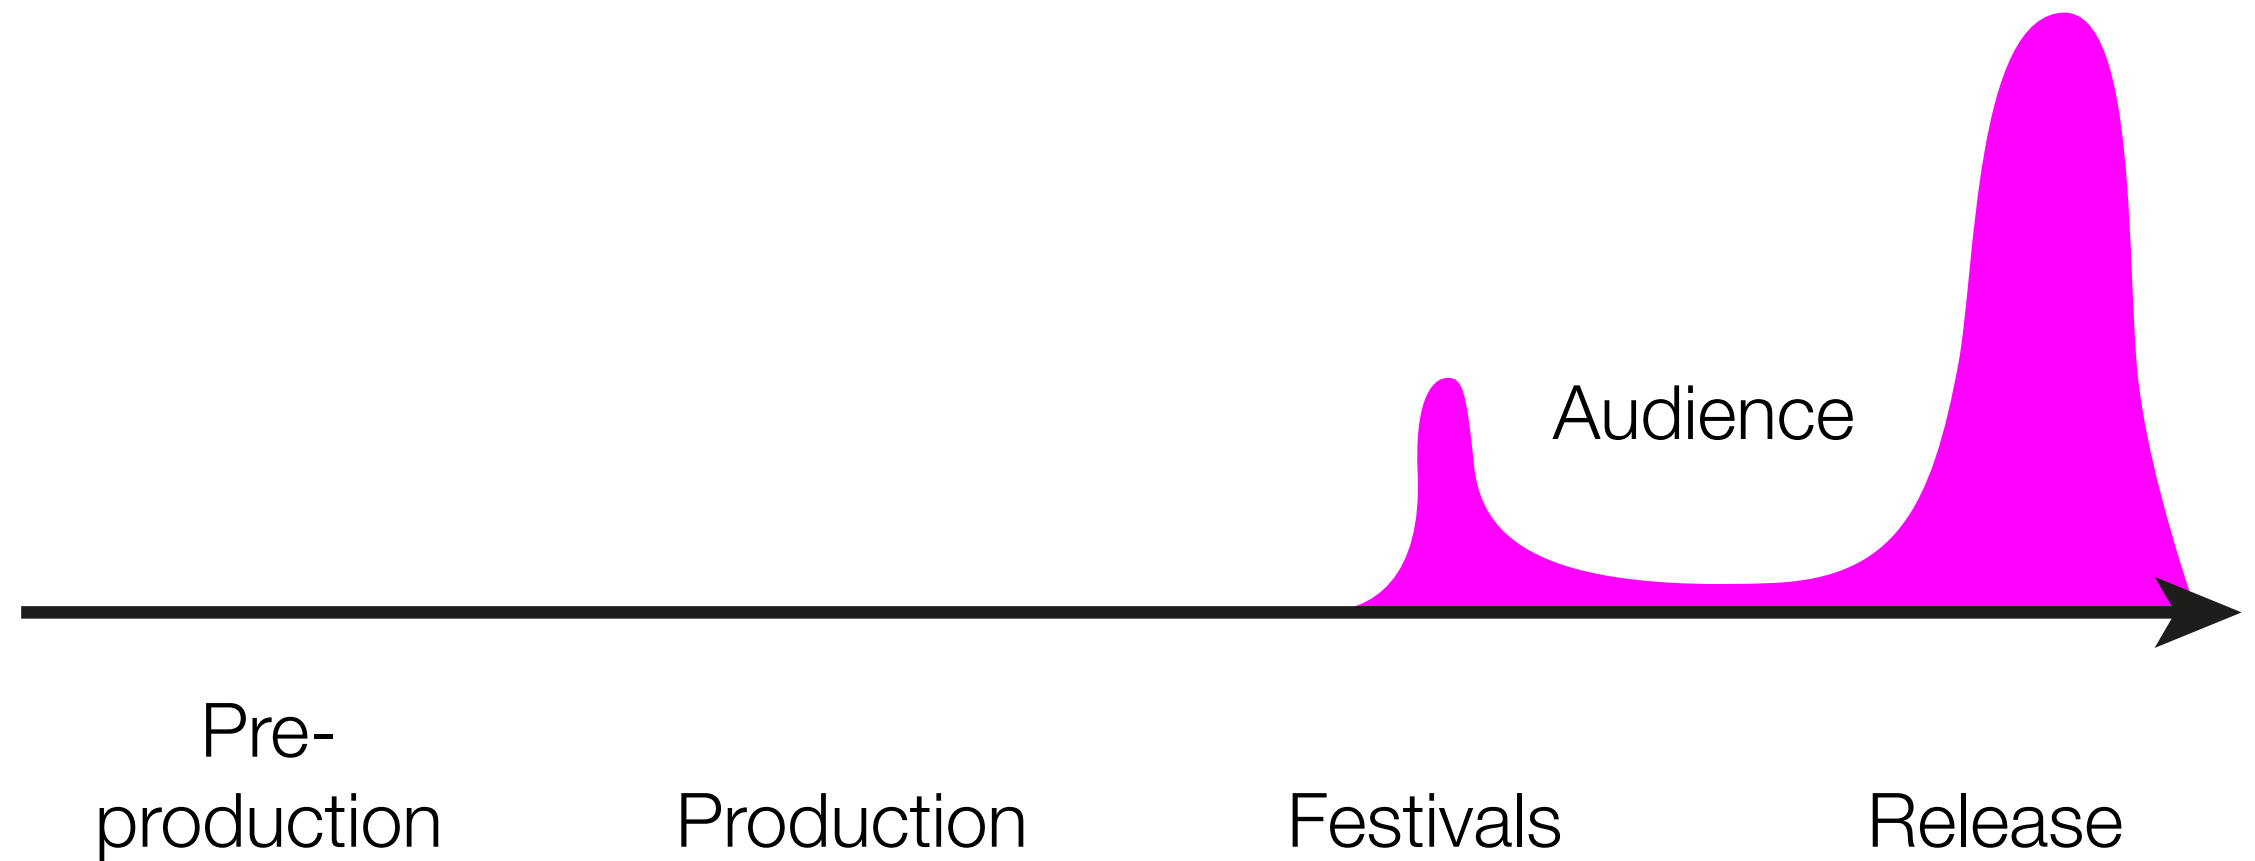 Audience
Pre-
production
Production
Festivals
Release